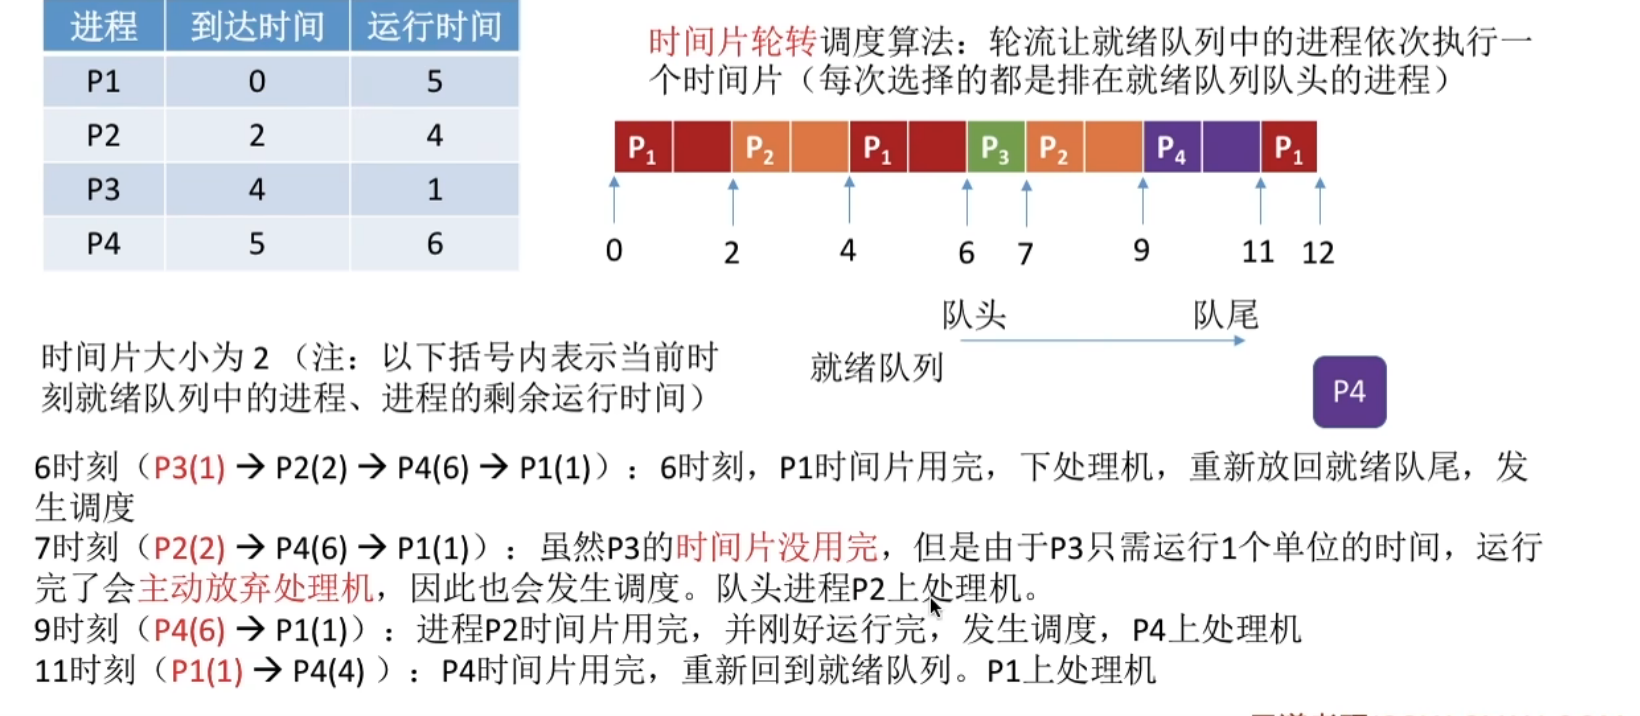 进程 到达时间 运行时间
P1 0 5
P2 2 4
P3 4 1
P4 5 6
时间片轮转调度算法：轮流让就绪队列中的进程依次执行一
个时间片（每次选择的都是排在就绪队列队头的进程）
P1 P2 P1 P3 P2 P4 P1
0 2 4 6 7 9 11 12
队头 队尾
就绪队列
P4
时间片大小为 2 （注：以下括号内表示当前时
刻就绪队列中的进程、进程的剩余运行时间）
6时刻（P3(1) → P2(2) → P4(6) → P1(1)）：6时刻，P1时间片用完，下处理机，重新放回就绪队尾，发
生调度
7时刻（P2(2) → P4(6) → P1(1)）：虽然P3的时间片没用完，但是由于P3只需运行1个单位的时间，运行
完了会主动放弃处理机，因此也会发生调度。队头进程P2上处理机。
9时刻（P4(6) → P1(1)）：进程P2时间片用完，并刚好运行完，发生调度，P4上处理机
11时刻（P1(1) → P4(4) ）：P4时间片用完，重新回到就绪队列。P1上处理机